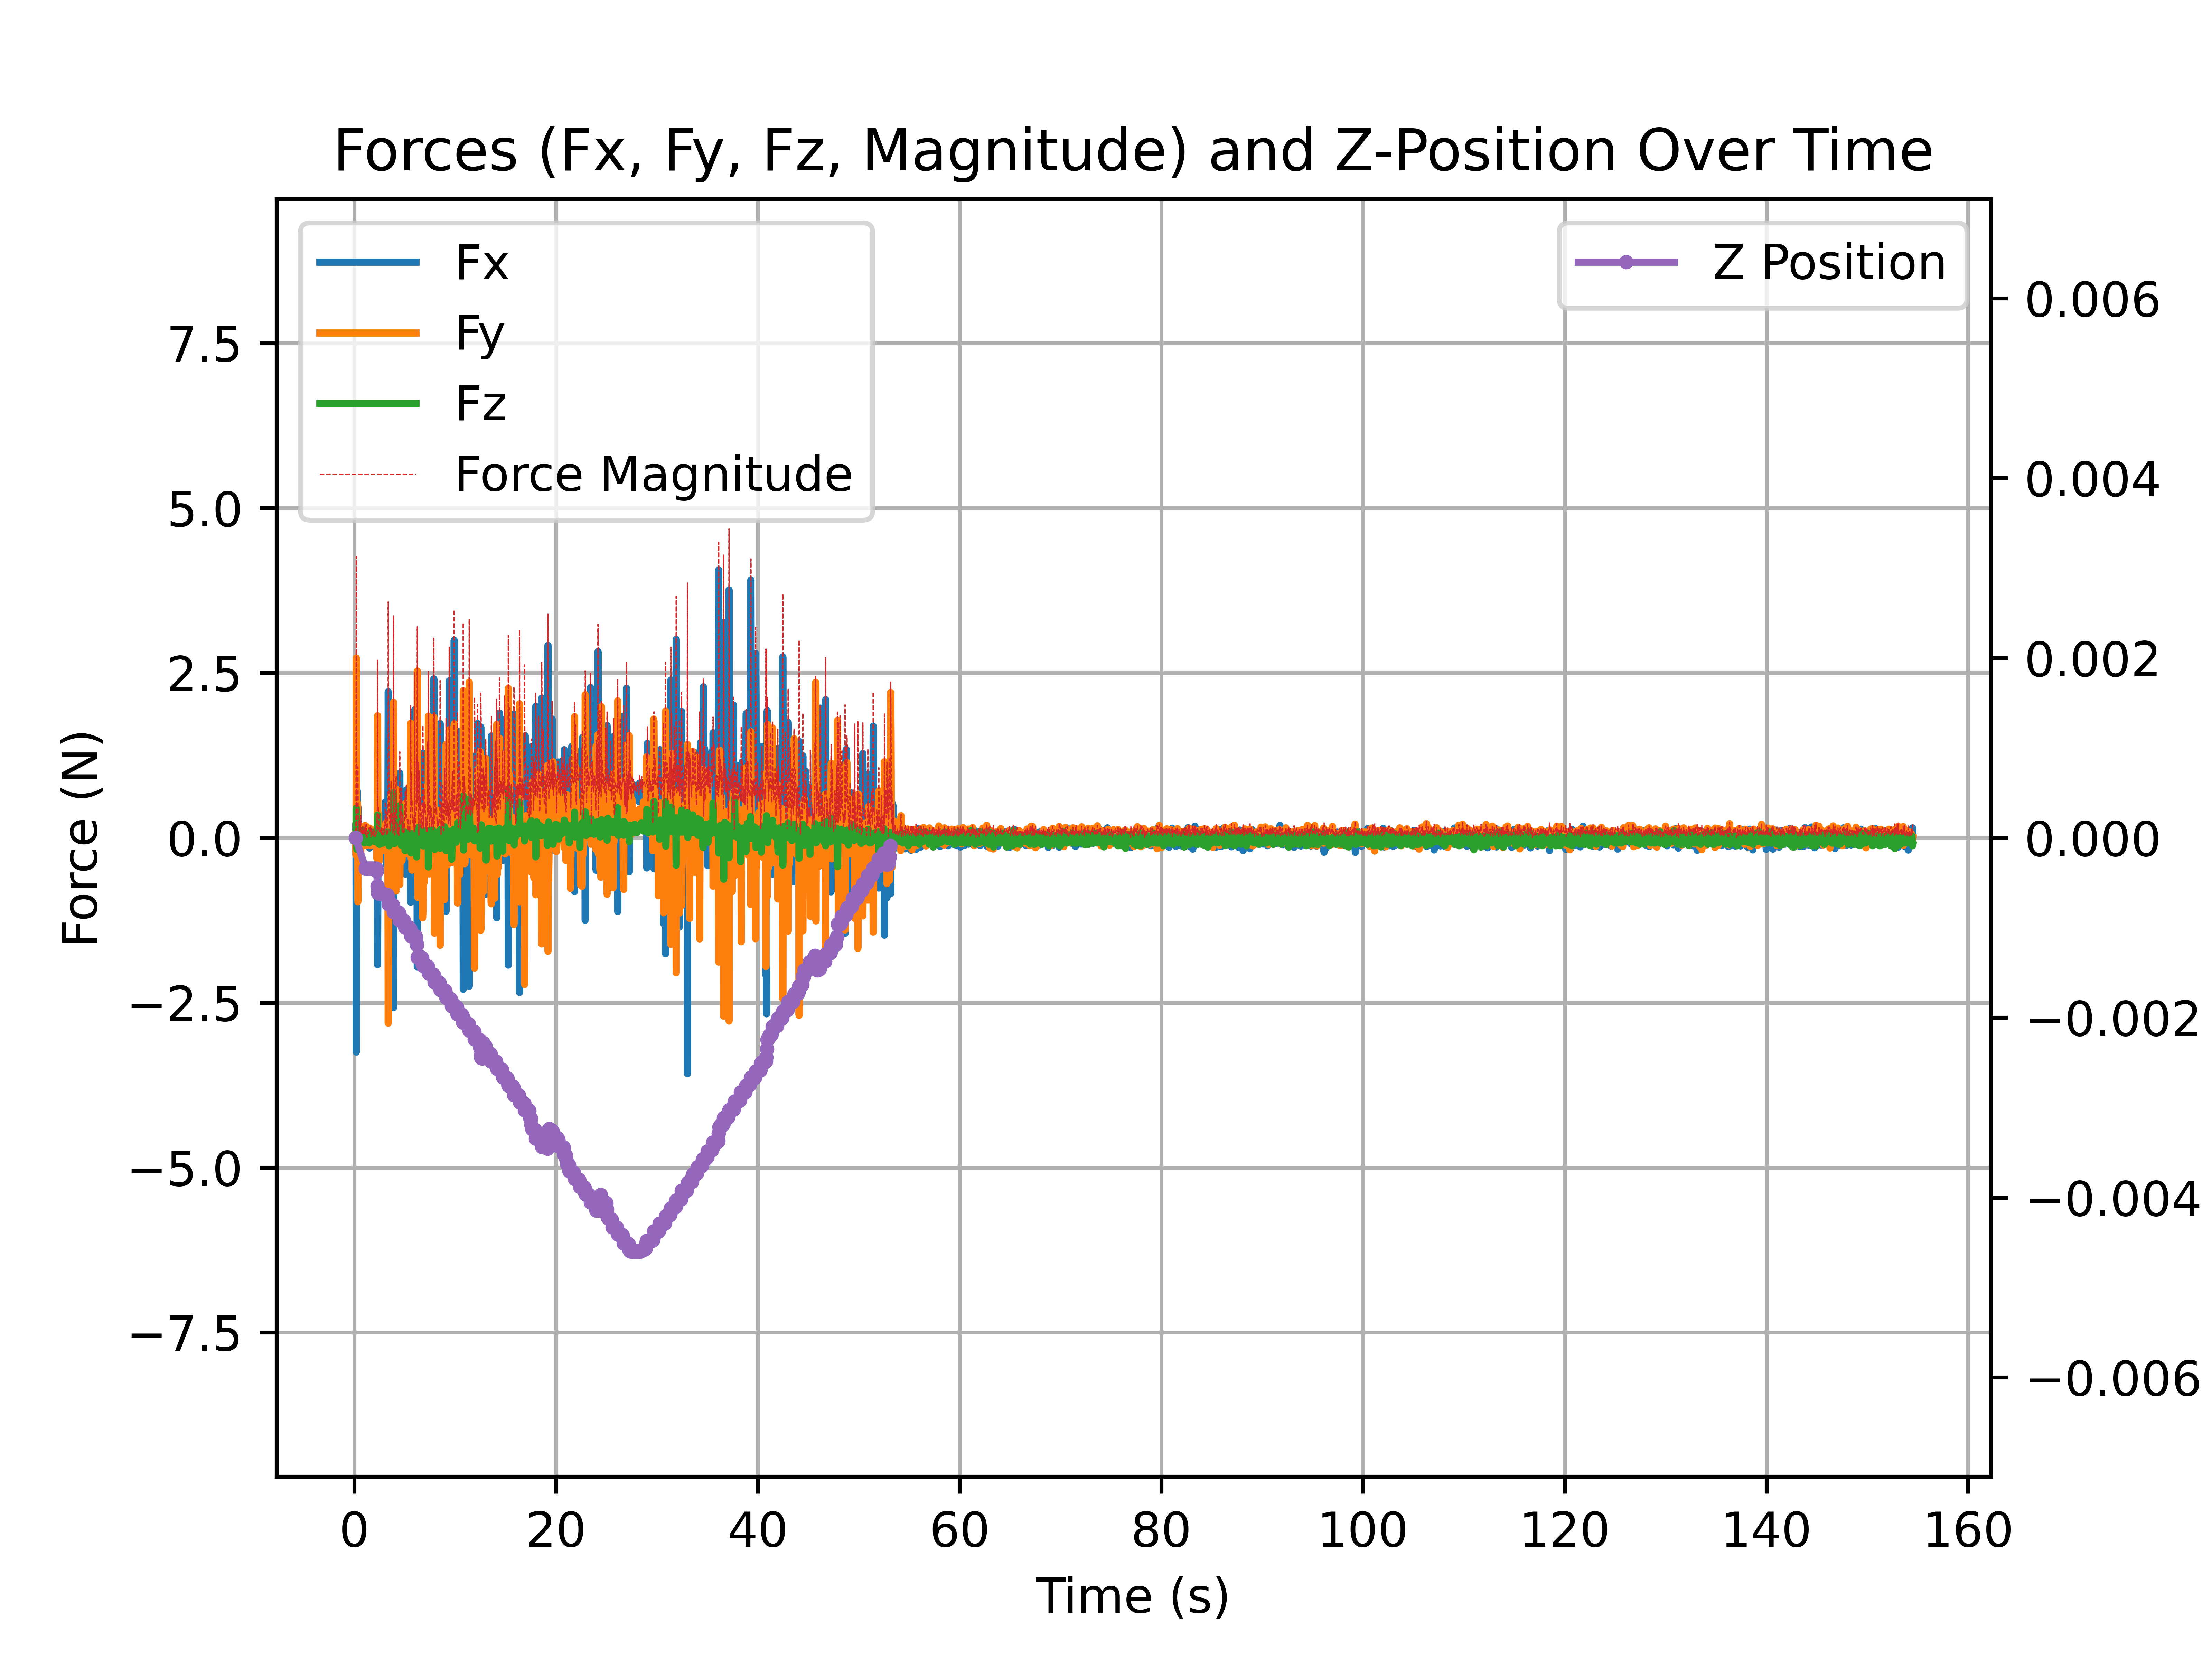 Forces (Fx, Fy, Fz, Magnitude) and Z-Position Over Time
Fx
Fy
Fz
Force Magnitude
Z Position
7.5
5.0
2.5
0.0
−2.5
−5.0
−7.5
Force (N)
0.006
0.004
0.002
0.000
−0.002
−0.004
−0.006
0 20 40 60 80 100 120 140 160
Time (s)